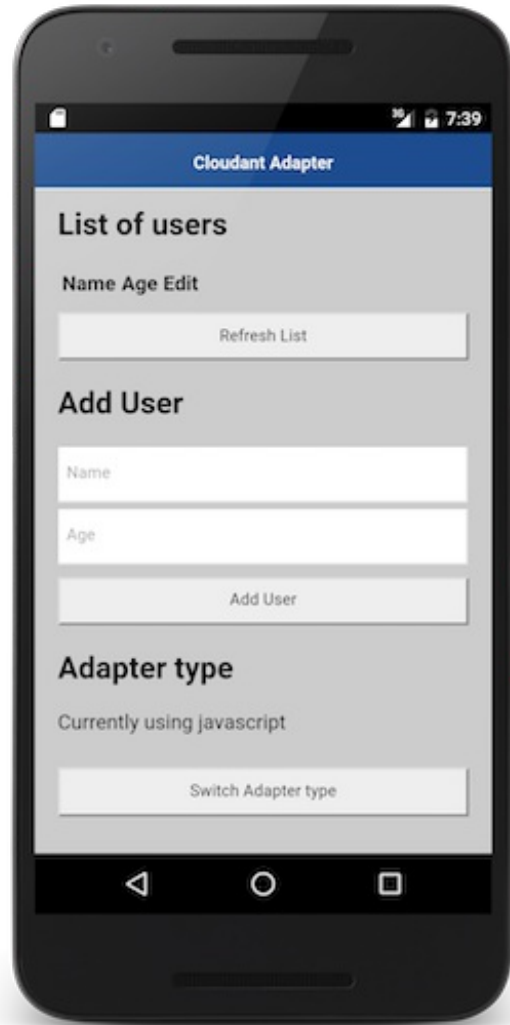 3G 7:39
Cloudant Adapter
List of users
Name Age Edit
Refresh List
Add User
Name
Age
Add User
Adapter type
Currently using javascript
Switch Adapter type